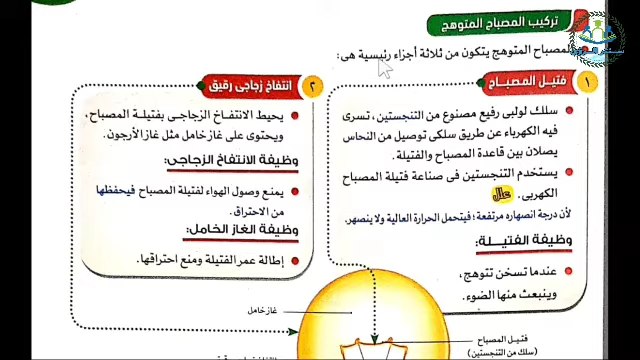 تركيب المصباح المتوهج
المصباح المتوهج يتكون من ثلاثة أجزاء رئيسية هى:
١ فتيل المصباح
سلك لولبى رفيع مصنوع من التنجستين، تسرى
فيه الكهرباء عن طريق سلكى توصيل من النحاس
يصلان بين قاعدة المصباح والفتيلة.
يستخدم التنجستين فى صناعة فتيلة المصباح
الكهربى. علل
لأن درجة انصهاره مرتفعة؛ فيتحمل الحرارة العالية ولا ينصهر.
وظيفة الفتيـــلة:
عندما تسخن تتوهج،
وينبعث منها الضوء.
٢ انتفاخ زجاجى رقيق
يحيط الانتفاخ الزجاجى بفتيلة المصباح،
ويحتوى على غاز خامل مثل غاز الأرجون.
وظيفة الانتفاخ الزجاجى:
يمنع وصول الهواء لفتيلة المصباح فيحفظها
من الاحتراق.
وظيفة الغاز الخامل:
إطالة عمر الفتيلة ومنع احتراقها.
غاز خامل
فتيل المصباح
(سلك من التنجستين)